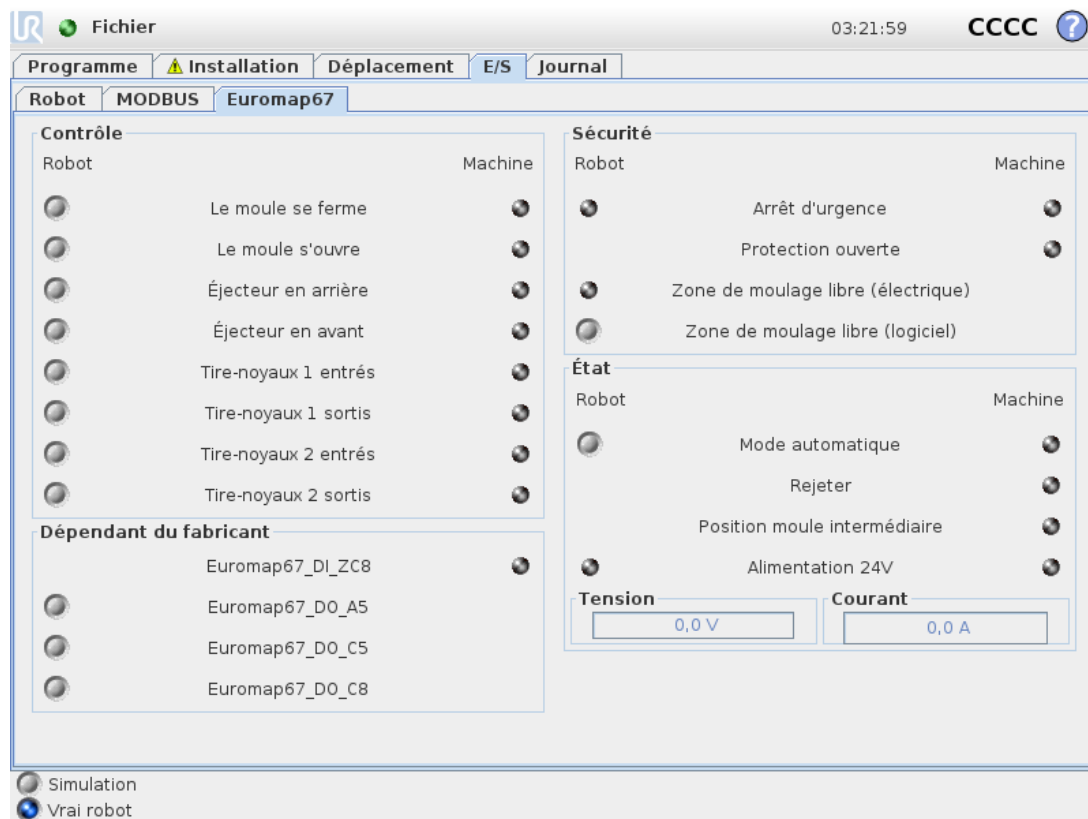 UR Fichier 03:21:59 CCCC ?
Programme Installation Déplacement E/S Journal
Robot MODBUS Euromap67
Contrôle
Robot Machine
Le moule se ferme
Le moule s'ouvre
Éjecteur en arrière
Éjecteur en avant
Tire-noyaux 1 entrés
Tire-noyaux 1 sortis
Tire-noyaux 2 entrés
Tire-noyaux 2 sortis
Dépendant du fabricant
Euromap67_DI_ZC8
Euromap67_DO_A5
Euromap67_DO_C5
Euromap67_DO_C8
Sécurité
Robot Machine
Arrêt d'urgence
Protection ouverte
Zone de moulage libre (électrique)
Zone de moulage libre (logiciel)
État
Robot Machine
Mode automatique
Rejeter
Position moule intermédiaire
Alimentation 24V
Tension Courant
0,0 V 0,0 A
Simulation
Vrai robot